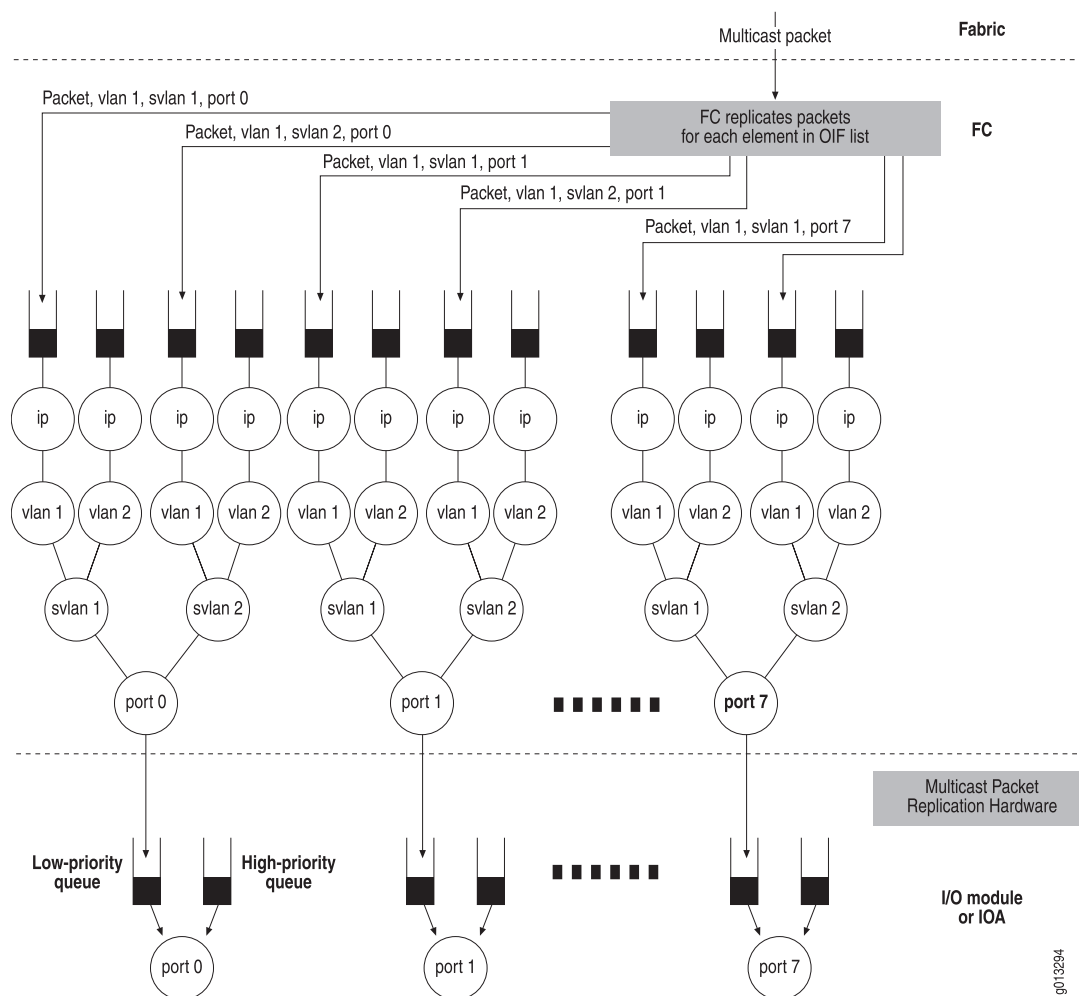 Multicast packet
Fabric
Packet, vlan 1, svlan 1, port 0
FC replicates packets
for each element in OIF list
FC
Packet, vlan 1, svlan 2, port 0
Packet, vlan 1, svlan 1, port 1
Packet, vlan 1, svlan 2, port 1
Packet, vlan 1, svlan 1, port 7
ip ip ip ip ip ip ip ip ip ip ip ip
vlan 1 vlan 2 vlan 1 vlan 2 vlan 1 vlan 2 vlan 1 vlan 2 vlan 1 vlan 2 vlan 1 vlan 2
svlan 1 svlan 2 svlan 1 svlan 2 svlan 1 svlan 2
port 0 port 1 port 7
Multicast Packet
Replication Hardware
Low-priority
queue
High-priority
queue
I/O module
or IOA
port 0 port 1 port 7
g013294